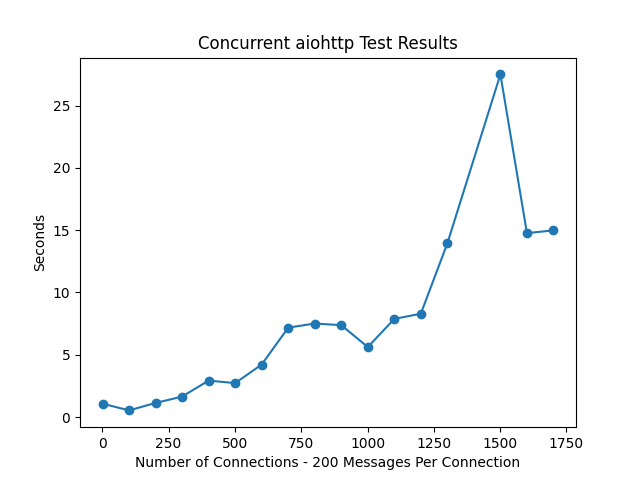 Concurrent aiohttp Test Results
25
20
15
10
5
0
Seconds
0 250 500 750 1000 1250 1500 1750
Number of Connections - 200 Messages Per Connection